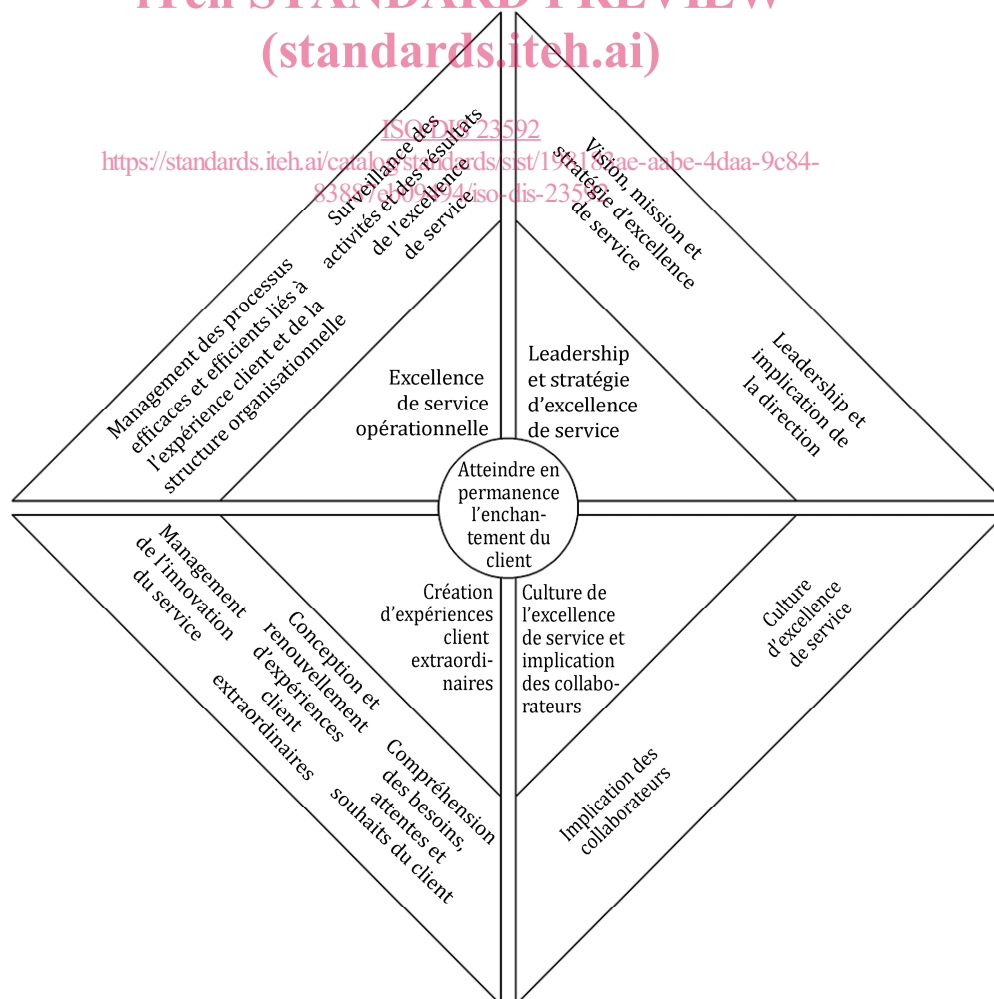 iTeh STANDARD PREVIEW
(standards.iteh.ai)
ISO/DIS 23592
https://standards.iteh.ai/catalog/standards/sist/
iso-dis-23592
Surveillance des
activités et des résultats
de l'excellence
de service
Management des processus
efficaces et efficients liés à
l'expérience client et de la
structure organisationnelle
Vision, mission et
stratégie d'excellence
de service
Leadership et
implication de
la direction
Excellence
de service
opérationnelle
Leadership
et stratégie
d'excellence
de service
Atteindre en
permanence
l'enchan-
tement du
client
Création
d'expériences
client
extraordi-
naires
Culture de
l'excellence
de service et
implication
des collabo-
rateurs
Management
de l'innovation
du service
Conception et
renouvellement
d'expériences
client
extraordinaires
Compréhension
des besoins,
attentes et
souhaits du client
Culture
d'excellence
de service
Implication des
collaborateurs